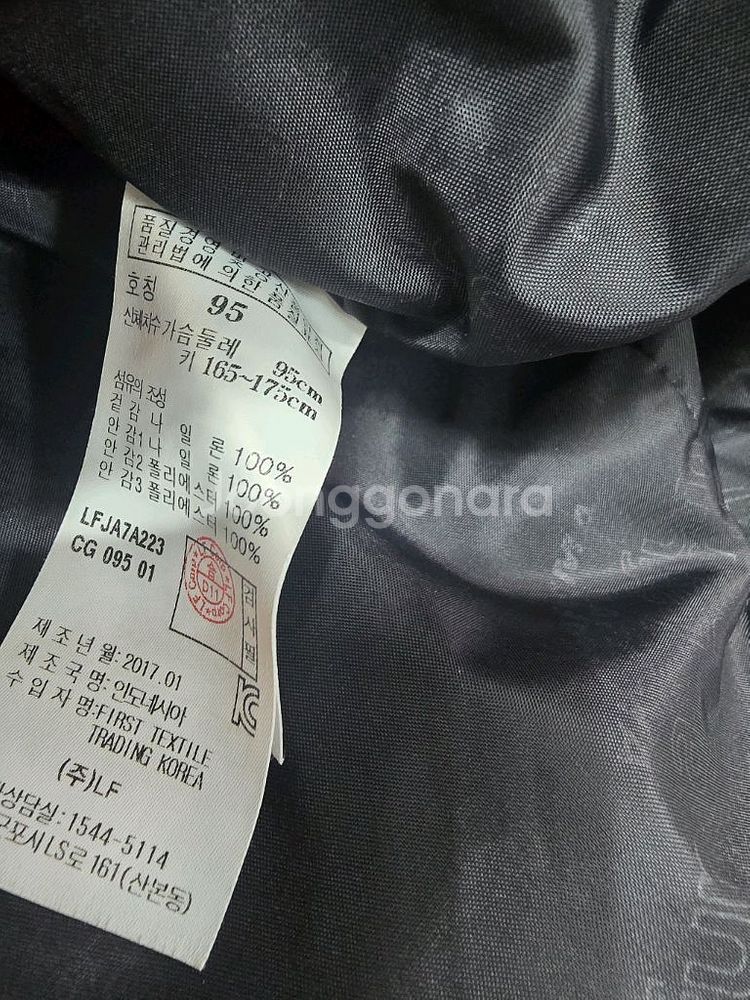 품질경영 및 공산
관리법에 의한 품질표시
호칭 95
신체치수 가슴둘레 95cm
키 165~175cm
섬유의 조성
겉감 나 일 론 100%
안감1 나 일 론 100%
안감2 폴리에스터 100%
안감3 폴리에스터 100%
LFJA7A223
CG 095 01
검사필
합
D11
제조년월: 2017.01
제조국명: 인도네시아
수입자명: FIRST TEXTILE
TRADING KOREA
(주)LF
상담실: 1544-5114
군포시 LS로 161(산본동)
onggonara